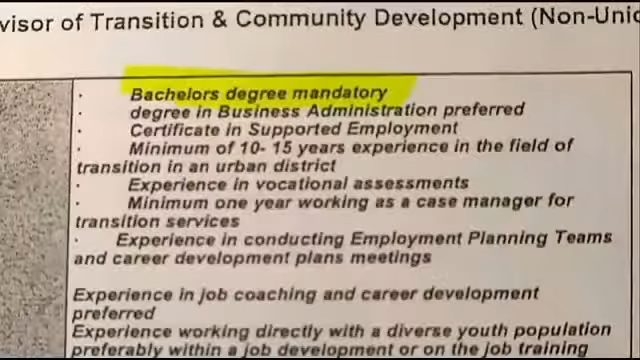 visor of Transition & Community Development (Non-Unio
· Bachelors degree mandatory
· degree in Business Administration preferred
· Certificate in Supported Employment
· Minimum of 10- 15 years experience in the field of
transition in an urban district
· Experience in vocational assessments
· Minimum one year working as a case manager for
transition services
· Experience in conducting Employment Planning Teams
and career development plans meetings
Experience in job coaching and career development
preferred
Experience working directly with a diverse youth population
preferably within a job development or on the job training